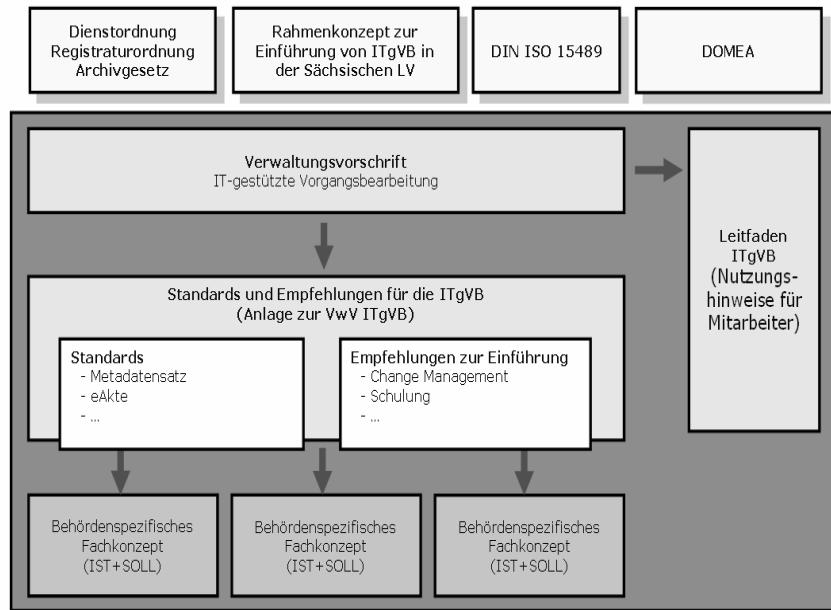 Dienstordnung
Registraturordnung
Archivgesetz
Rahmenkonzept zur
Einführung von ITgVB in
der Sächsischen LV
DIN ISO 15489
DOMEA
Verwaltungsvorschrift
IT-gestützte Vorgangsbearbeitung
Leitfaden
ITgVB
(Nutzungs-
hinweise für
Mitarbeiter)
Standards und Empfehlungen für die ITgVB
(Anlage zur VwV ITgVB)
Standards
- Metadatensatz
- eAkte
- ...
Empfehlungen zur Einführung
- Change Management
- Schulung
- ...
Behördenspezifisches
Fachkonzept
(IST+SOLL)
Behördenspezifisches
Fachkonzept
(IST+SOLL)
Behördenspezifisches
Fachkonzept
(IST+SOLL)